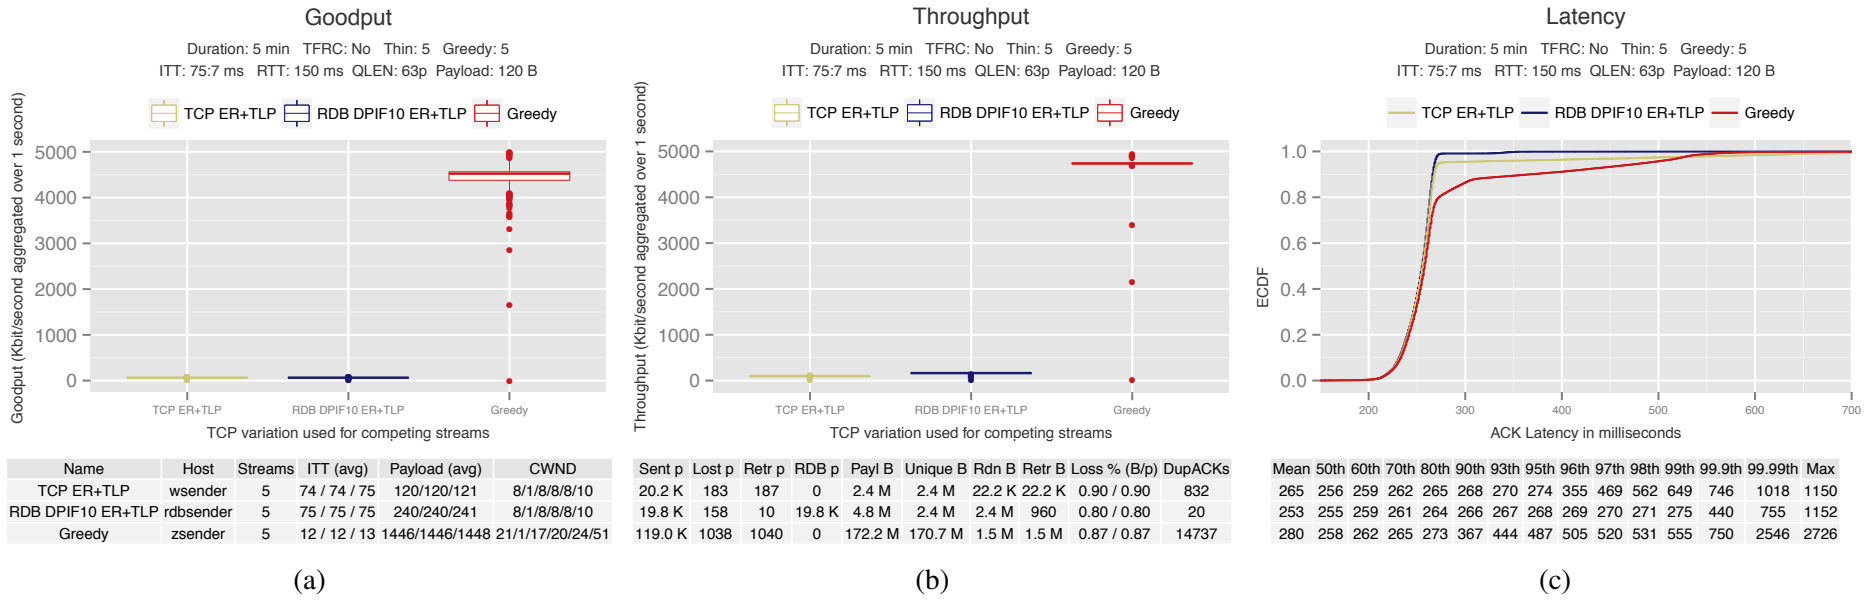 Goodput
Duration: 5 min TFRC: No Thin: 5 Greedy: 5
ITT: 75:7 ms RTT: 150 ms QLEN: 63p Payload: 120 B
TCP ER+TLP RDB DPIF10 ER+TLP Greedy
Goodput (Kbit/second aggregated over 1 second)
5000
4000
3000
2000
1000
0
TCP ER+TLP RDB DPIF10 ER+TLP Greedy
TCP variation used for competing streams
Name Host Streams ITT (avg) Payload (avg) CWND
TCP ER+TLP wsender 5 74 / 74 / 75 120/120/121 8/1/8/8/8/10
RDB DPIF10 ER+TLP rdbsender 5 75 / 75 / 75 240/240/241 8/1/8/8/8/10
Greedy zsender 5 12 / 12 / 13 1446/1446/1448 21/1/17/20/24/51
(a)
Throughput
Duration: 5 min TFRC: No Thin: 5 Greedy: 5
ITT: 75:7 ms RTT: 150 ms QLEN: 63p Payload: 120 B
TCP ER+TLP RDB DPIF10 ER+TLP Greedy
Throughput (Kbit/second aggregated over 1 second)
5000
4000
3000
2000
1000
0
TCP ER+TLP RDB DPIF10 ER+TLP Greedy
TCP variation used for competing streams
Sent p Lost p Retr p RDB p Payl B Unique B Rdn B Retr B Loss % (B/p) DupACKs
20.2 K 183 187 0 2.4 M 2.4 M 22.2 K 22.2 K 0.90 / 0.90 832
19.8 K 158 10 19.8 K 4.8 M 2.4 M 2.4 M 960 0.80 / 0.80 20
119.0 K 1038 1040 0 172.2 M 170.7 M 1.5 M 1.5 M 0.87 / 0.87 14737
(b)
Latency
Duration: 5 min TFRC: No Thin: 5 Greedy: 5
ITT: 75:7 ms RTT: 150 ms QLEN: 63p Payload: 120 B
TCP ER+TLP RDB DPIF10 ER+TLP Greedy
ECDF
1.0
0.8
0.6
0.4
0.2
0.0
200 300 400 500 600 700
ACK Latency in milliseconds
Mean 50th 60th 70th 80th 90th 93th 95th 96th 97th 98th 99th 99.9th 99.99th Max
265 256 259 262 265 268 270 274 355 469 562 649 746 1018 1150
253 255 259 261 264 266 267 268 269 270 271 275 440 755 1152
280 258 262 265 273 367 444 487 505 520 531 555 750 2546 2726
(c)